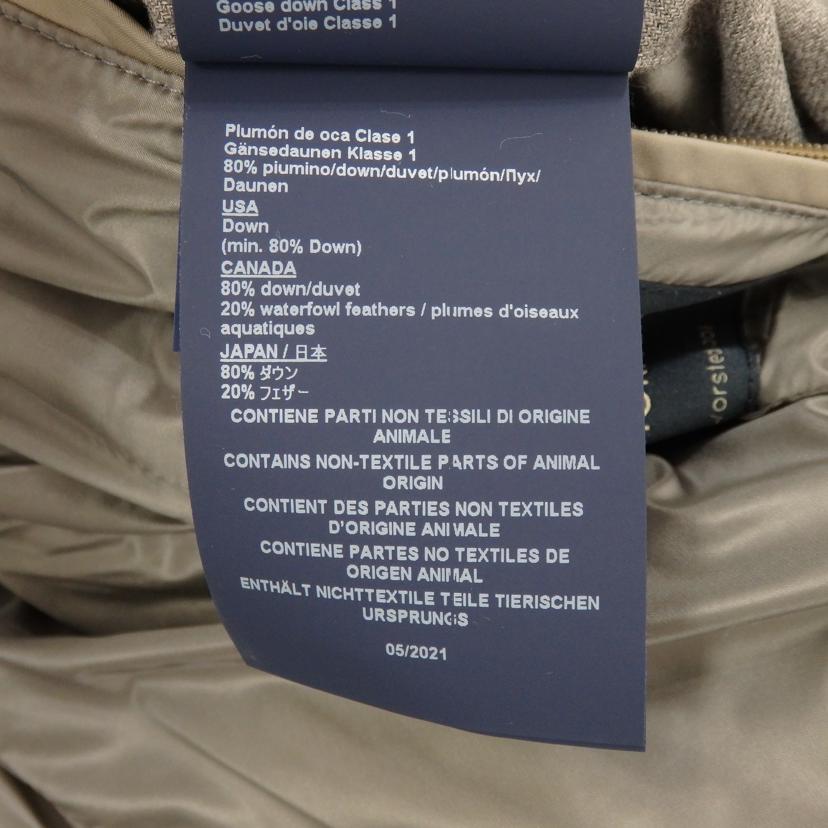 Goose down Class 1
Duvet d'oie Classe 1
Plumón de oca Clase 1
Gänsedaunen Klasse 1
80% piumino/down/duvet/plumón/Пух/
Daunen
USA
Down
(min. 80% Down)
CANADA
80% down/duvet
20% waterfowl feathers / plumes d'oiseaux
aquatiques
JAPAN / 日本
80% ダウン
20% フェザー
CONTIENE PARTI NON TESSILI DI ORIGINE
ANIMALE
CONTAINS NON-TEXTILE PARTS OF ANIMAL
ORIGIN
CONTIENT DES PARTIES NON TEXTILES
D'ORIGINE ANIMALE
CONTIENE PARTES NO TEXTILES DE
ORIGEN ANIMAL
ENTHÄLT NICHTTEXTILE TEILE TIERISCHEN
URSPRUNGS
05/2021